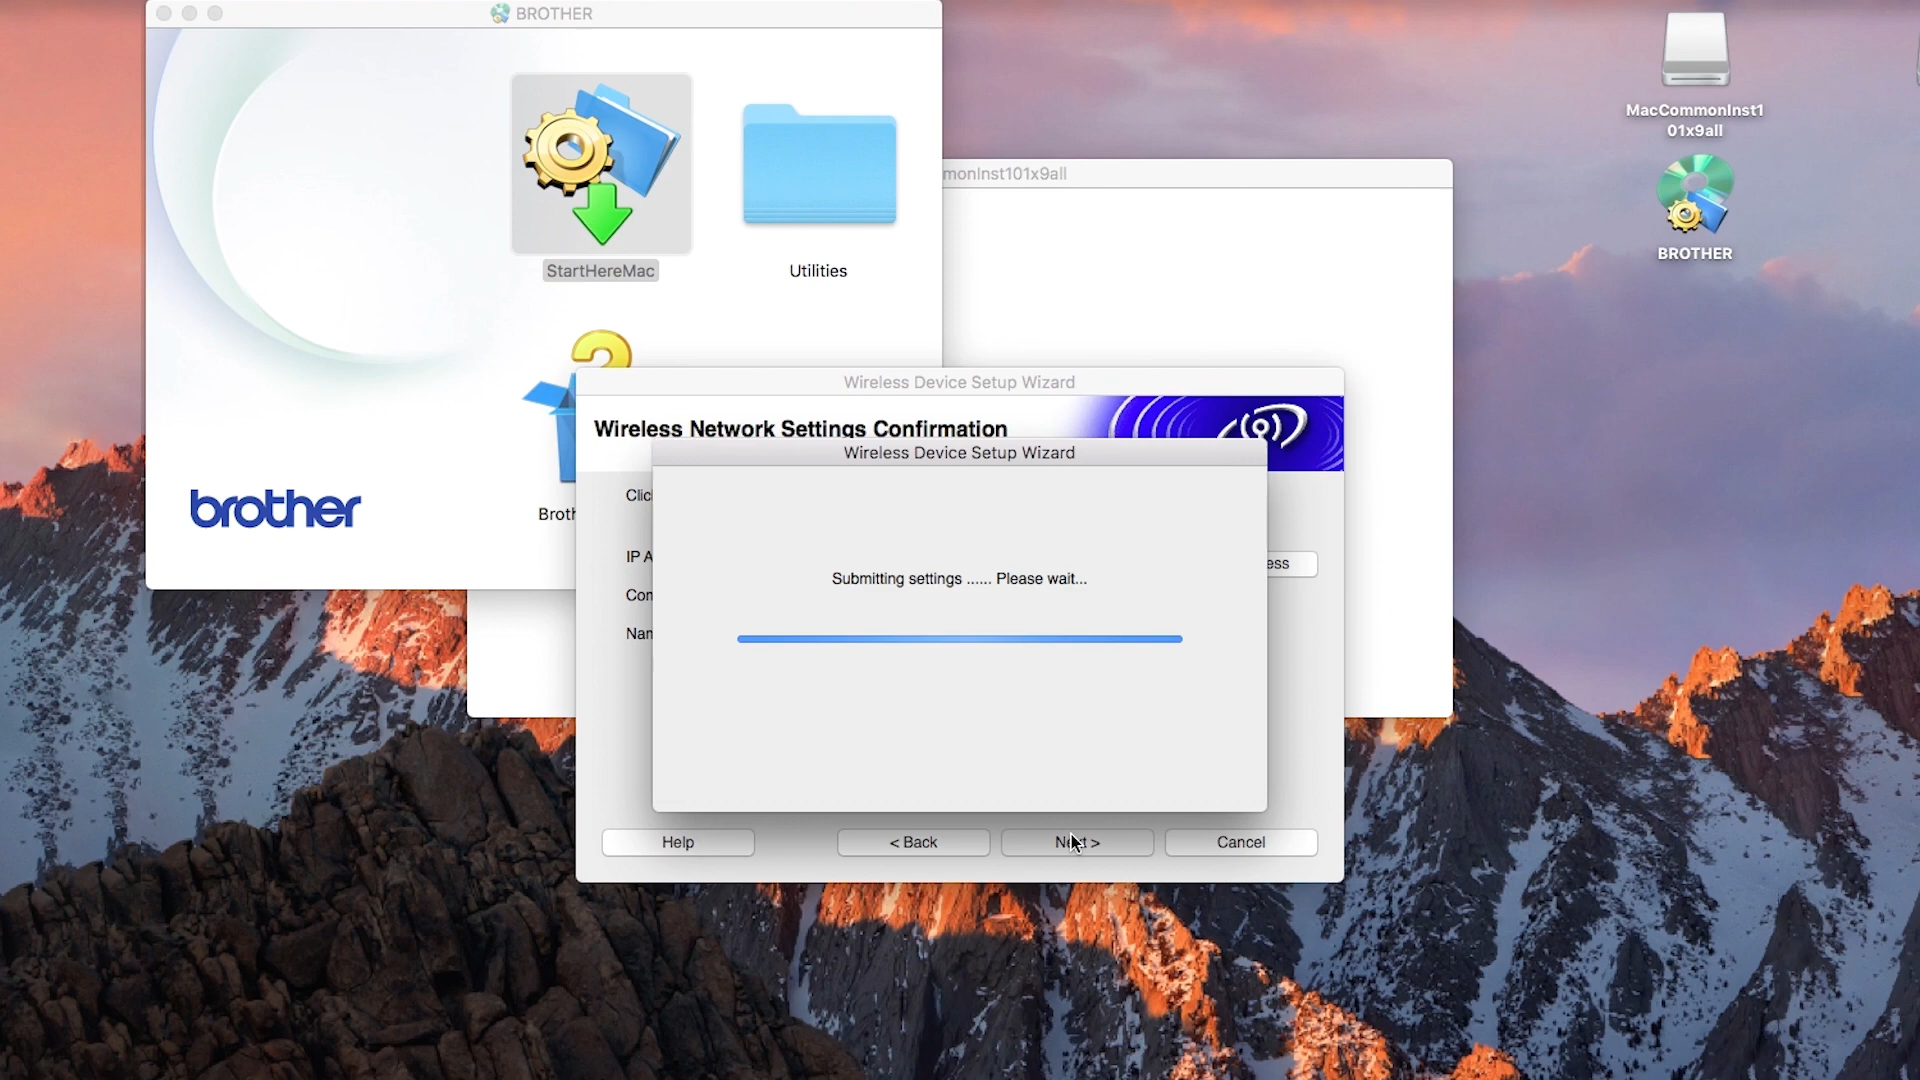 BROTHER
StartHereMac
Utilities
brother
Broth
monInst101x9all
Wireless Device Setup Wizard
Wireless Network Settings Confirmation
Wireless Device Setup Wizard
Clic
IP A
Con
Nam
ess
Submitting settings ...... Please wait...
Help
< Back
Next >
Cancel
MacCommonInst1
01x9all
BROTHER